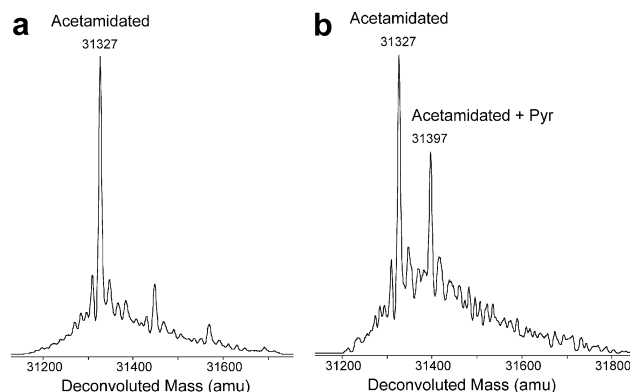 a
Acetamidated
31327
31200
31400
31600
Deconvoluted Mass (amu)
b
Acetamidated
31327
Acetamidated + Pyr
31397
31200
31400
31600
31800
Deconvoluted Mass (amu)